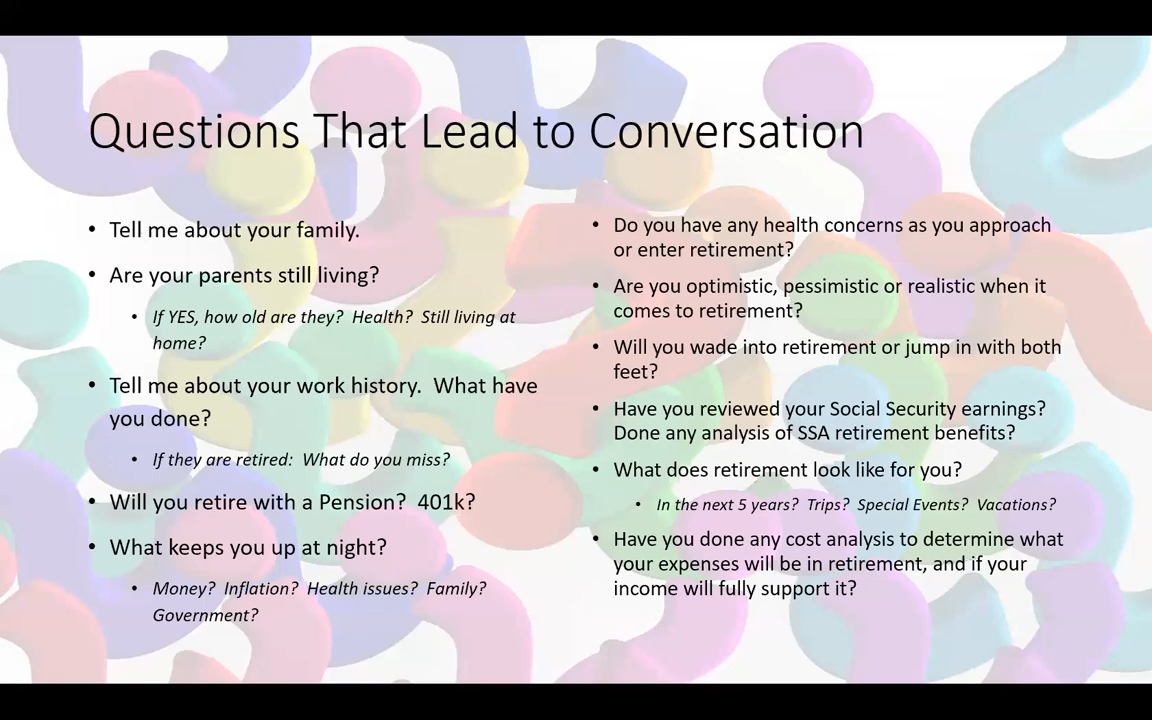 Questions That Lead to Conversation
• Tell me about your family.
• Are your parents still living?
• If YES, how old are they? Health? Still living at
home?
• Tell me about your work history. What have
you done?
• If they are retired: What do you miss?
• Will you retire with a Pension? 401k?
• What keeps you up at night?
• Money? Inflation? Health issues? Family?
Government?
• Do you have any health concerns as you approach
or enter retirement?
• Are you optimistic, pessimistic or realistic when it
comes to retirement?
• Will you wade into retirement or jump in with both
feet?
• Have you reviewed your Social Security earnings?
Done any analysis of SSA retirement benefits?
• What does retirement look like for you?
• In the next 5 years? Trips? Special Events? Vacations?
• Have you done any cost analysis to determine what
your expenses will be in retirement, and if your
income will fully support it?